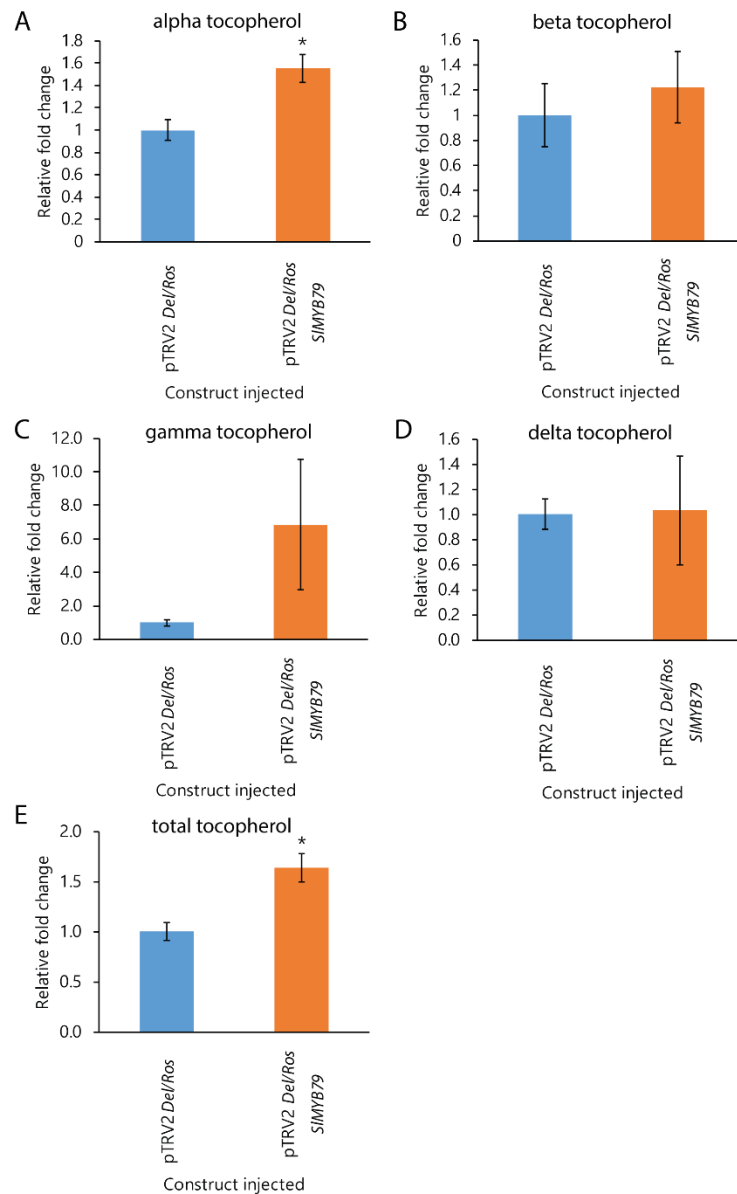 A
alpha tocopherol
Relative fold change
1.8
1.6
1.4
1.2
1
0.8
0.6
0.4
0.2
0
*
pTRV2 Del/Ros
pTRV2 Del/Ros
SlMYB79
Construct injected
B
beta tocopherol
Realtive fold change
1.6
1.4
1.2
1
0.8
0.6
0.4
0.2
0
pTRV2 Del/Ros
pTRV2 Del/Ros
SlMYB79
Construct injected
C
gamma tocopherol
Relative fold change
12.0
10.0
8.0
6.0
4.0
2.0
0.0
pTRV2 Del/Ros
pTRV2 Del/Ros
SlMYB79
Construct injected
D
delta tocopherol
Relative fold change
1.6
1.4
1.2
1.0
0.8
0.6
0.4
0.2
0.0
pTRV2 Del/Ros
pTRV2 Del/Ros
SlMYB79
Construct injected
E
total tocopherol
Relative fold change
2.0
1.5
1.0
0.5
0.0
*
pTRV2 Del/Ros
pTRV2 Del/Ros
SlMYB79
Construct injected